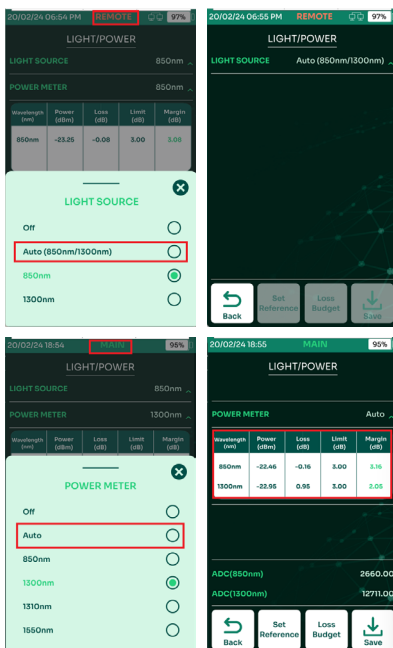 20/02/24 06:54 PM REMOTE 97%
LIGHT/POWER
LIGHT SOURCE 850nm
POWER METER 850nm
Wavelength (nm) Power (dBm) Loss (dB) Limit (dB) Margin (dB)
850nm -23.25 -0.08 3.00 3.08
LIGHT SOURCE
Off
Auto (850nm/1300nm)
850nm
1300nm
20/02/24 06:55 PM REMOTE 97%
LIGHT/POWER
LIGHT SOURCE Auto (850nm/1300nm)
Back
Set Reference
Loss Budget
Save
20/02/24 18:54 MAIN 95%
LIGHT/POWER
LIGHT SOURCE 850nm
POWER METER 1300nm
Wavelength (nm) Power (dBm) Loss (dB) Limit (dB) Margin (dB)
POWER METER
Off
Auto
850nm
1300nm
1310nm
1550nm
20/02/24 18:55 MAIN 95%
LIGHT/POWER
POWER METER Auto
Wavelength (nm) Power (dBm) Loss (dB) Limit (dB) Margin (dB)
850nm -22.46 -0.16 3.00 3.16
1300nm -22.95 0.95 3.00 2.05
ADC(850nm) 2660.00
ADC(1300nm) 12711.00
Back
Set Reference
Loss Budget
Save